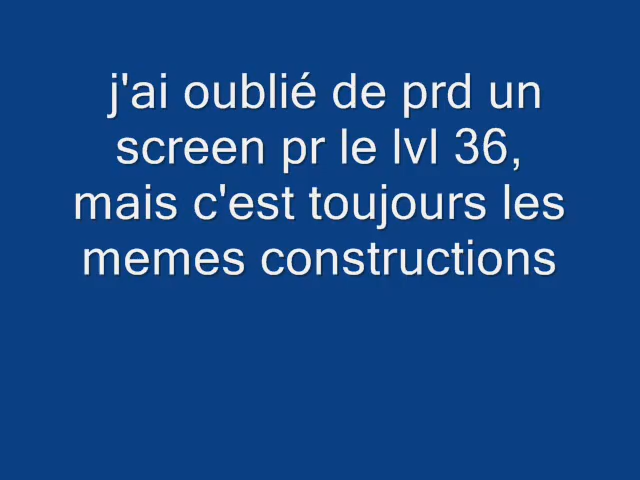 j'ai oublié de prd un
screen pr le lvl 36,
mais c'est toujours les
memes constructions